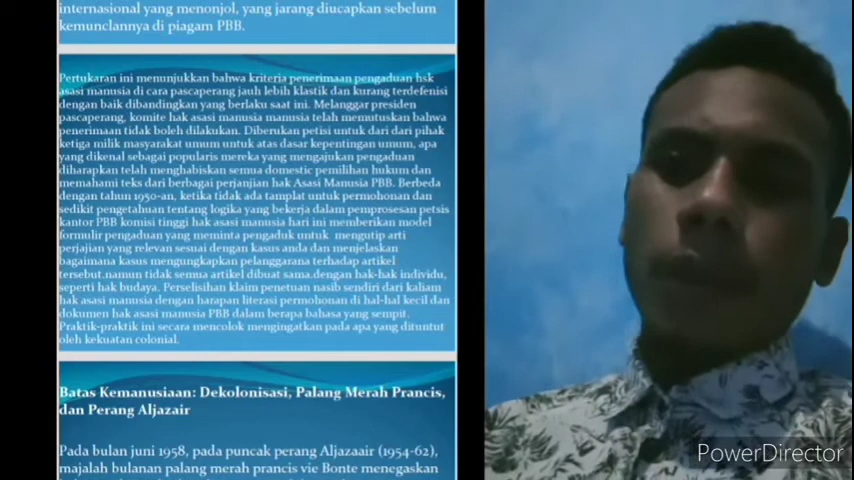 internasional yang menonjol, yang jarang diucapkan sebelum
kemunclannya di piagam PBB.
Pertukaran ini menunjukkan bahwa kriteria penerimaan pengaduan hsk
asasi manusia di cara pascaperang jauh lebih klastik dan kurang terdefenisi
dengan baik dibandingkan yang berlaku saat ini. Melanggar presiden
pascaperang, komite hak asasi manusia manusia telah memutuskan bahwa
penerimaan tidak boleh dilakukan. Diberukan petisi untuk dari dari pihak
ketiga milik masyarakat umum untuk atas dasar kepentingan umum, apa
yang dikenal sebagai popularis mereka yang mengajukan pengaduan
diharapkan telah menghabiskan semua domestic pemilihan hukum dan
memahami teks dari berbagai perjanjian hak Asasi Manusia PBB. Berbeda
dengan tahun 1950-an, ketika tidak ada tamplat untuk permohonan dan
sedikit pengetahuan tentang logika yang bekerja dalam pemprosesan petsis
kantor PBB komisi tinggi hak asasi manusia hari ini memberikan model
formulir pengaduan yang meminta pengaduk untuk mengutip arti
perjajian yang relevan sesuai dengan kasus anda dan menjelaskan
bagaimana kasus mengungkapkan pelanggarana terhadap artikel
tersebut.namun tidak semua artikel dibuat sama.dengan hak-hak individu,
seperti hak budaya. Perselisihan klaim penetuan nasib sendiri dari kaliam
hak asasi manusia dengan harapan literasi permohonan di hal-hal kecil dan
dokumen hak asasi manusia PBB dalam berapa bahasa yang sempit.
Praktik-praktik ini secara mencolok mengingatkan pada apa yang dituntut
oleh kekuatan colonial.
Batas Kemanusiaan: Dekolonisasi, Palang Merah Prancis,
dan Perang Aljazair
Pada bulan juni 1958, pada puncak perang Aljazaair (1954-62),
majalah bulanan palang merah prancis vie Bonte menegaskan
PowerDirector